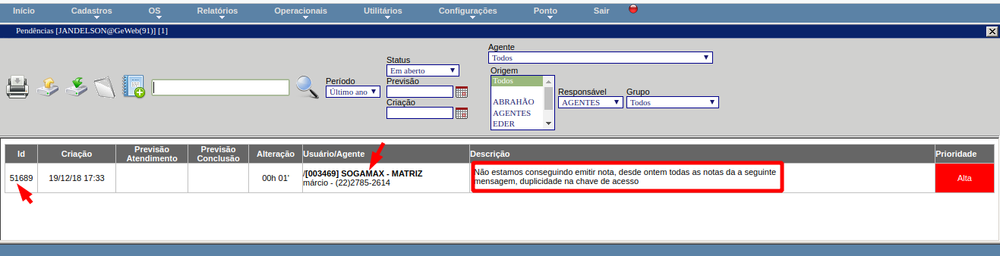 Início Cadastros OS Relatórios Operacionais Utilitários Configurações Ponto Sair
Pendências [JANDELSON@GeWeb(91)] [1]
Agente
Todos
Status
Em aberto
Origem
Todos
ABRAHÃO
AGENTES
EDER
Período
Último ano
Previsão
Criação
Responsável
AGENTES
Grupo
Todos
Id Criação Previsão Atendimento Previsão Conclusão Alteração Usuário/Agente Descrição Prioridade
51689 19/12/18 17:33 00h 01' /[003469] SOGAMAX - MATRIZ
márcio - (22)2785-2614
Não estamos conseguindo emitir nota, desde ontem todas as notas da a seguinte
mensagem, duplicidade na chave de acesso
Alta